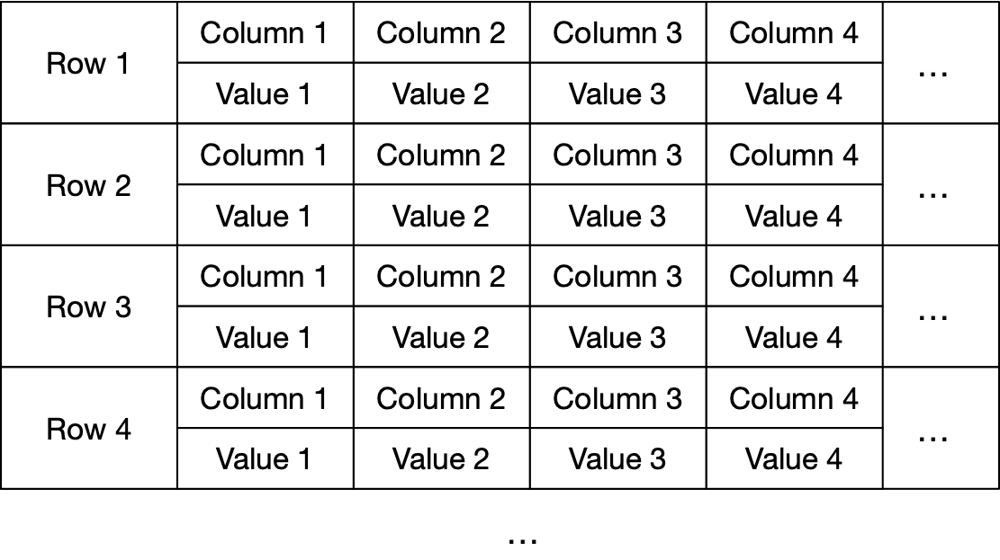 Column 1 Column 2 Column 3 Column 4
Row 1 ...
Value 1 Value 2 Value 3 Value 4
Column 1 Column 2 Column 3 Column 4
Row 2 ...
Value 1 Value 2 Value 3 Value 4
Column 1 Column 2 Column 3 Column 4
Row 3 ...
Value 1 Value 2 Value 3 Value 4
Column 1 Column 2 Column 3 Column 4
Row 4 ...
Value 1 Value 2 Value 3 Value 4
...